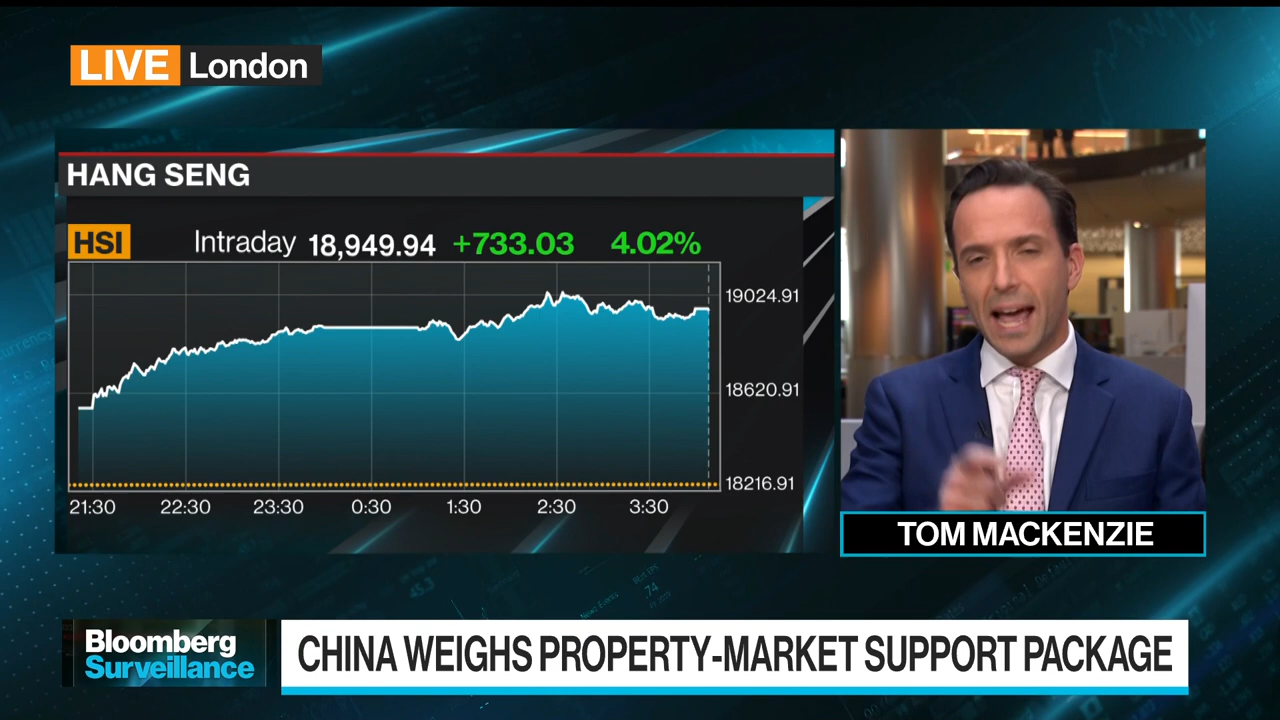 LIVE London
HANG SENG
HSI Intraday 18,949.94 +733.03 4.02%
19024.91
18620.91
18216.91
21:30 22:30 23:30 0:30 1:30 2:30 3:30
TOM MACKENZIE
Bloomberg
Surveillance
CHINA WEIGHS PROPERTY-MARKET SUPPORT PACKAGE